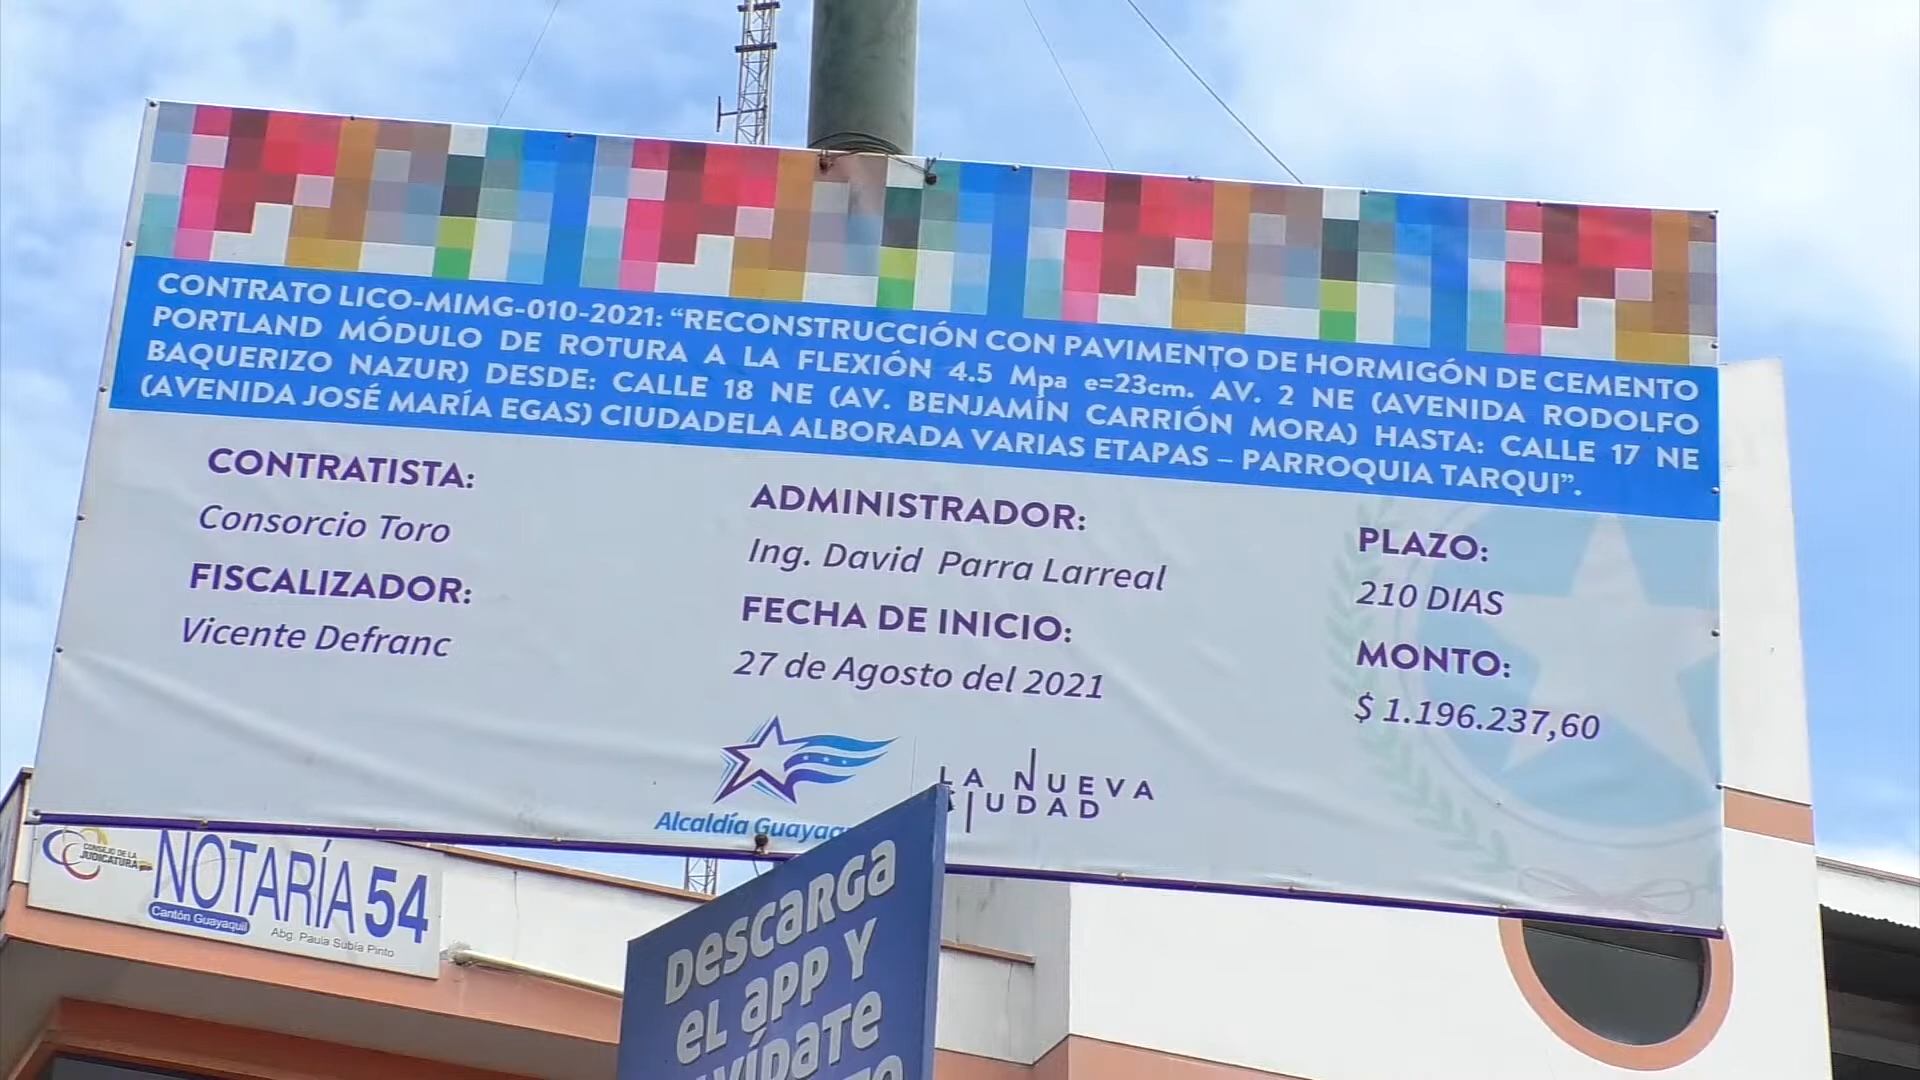 CONTRATO LICO-MIMG-010-2021: “RECONSTRUCCIÓN CON PAVIMENTO DE HORMIGÓN DE CEMENTO
PORTLAND MÓDULO DE ROTURA A LA FLEXIÓN 4.5 Mpa e=23cm. AV. 2 NE (AVENIDA RODOLFO
BAQUERIZO NAZUR) DESDE: CALLE 18 NE (AV. BENJAMÍN CARRIÓN MORA) HASTA: CALLE 17 NE
(AVENIDA JOSÉ MARÍA EGAS) CIUDADELA ALBORADA VARIAS ETAPAS – PARROQUIA TARQUI”.
CONTRATISTA:
Consorcio Toro
FISCALIZADOR:
Vicente Defranc
ADMINISTRADOR:
Ing. David Parra Larreal
FECHA DE INICIO:
27 de Agosto del 2021
PLAZO:
210 DIAS
MONTO:
$ 1.196.237,60
Alcaldía
LA NUEVA
CIUDAD
CONSEJO DE LA
JUDICATURA
NOTARÍA 54
Cantón Guayaquil
Abg. Paula Subía Pinto
Descarga
el app y